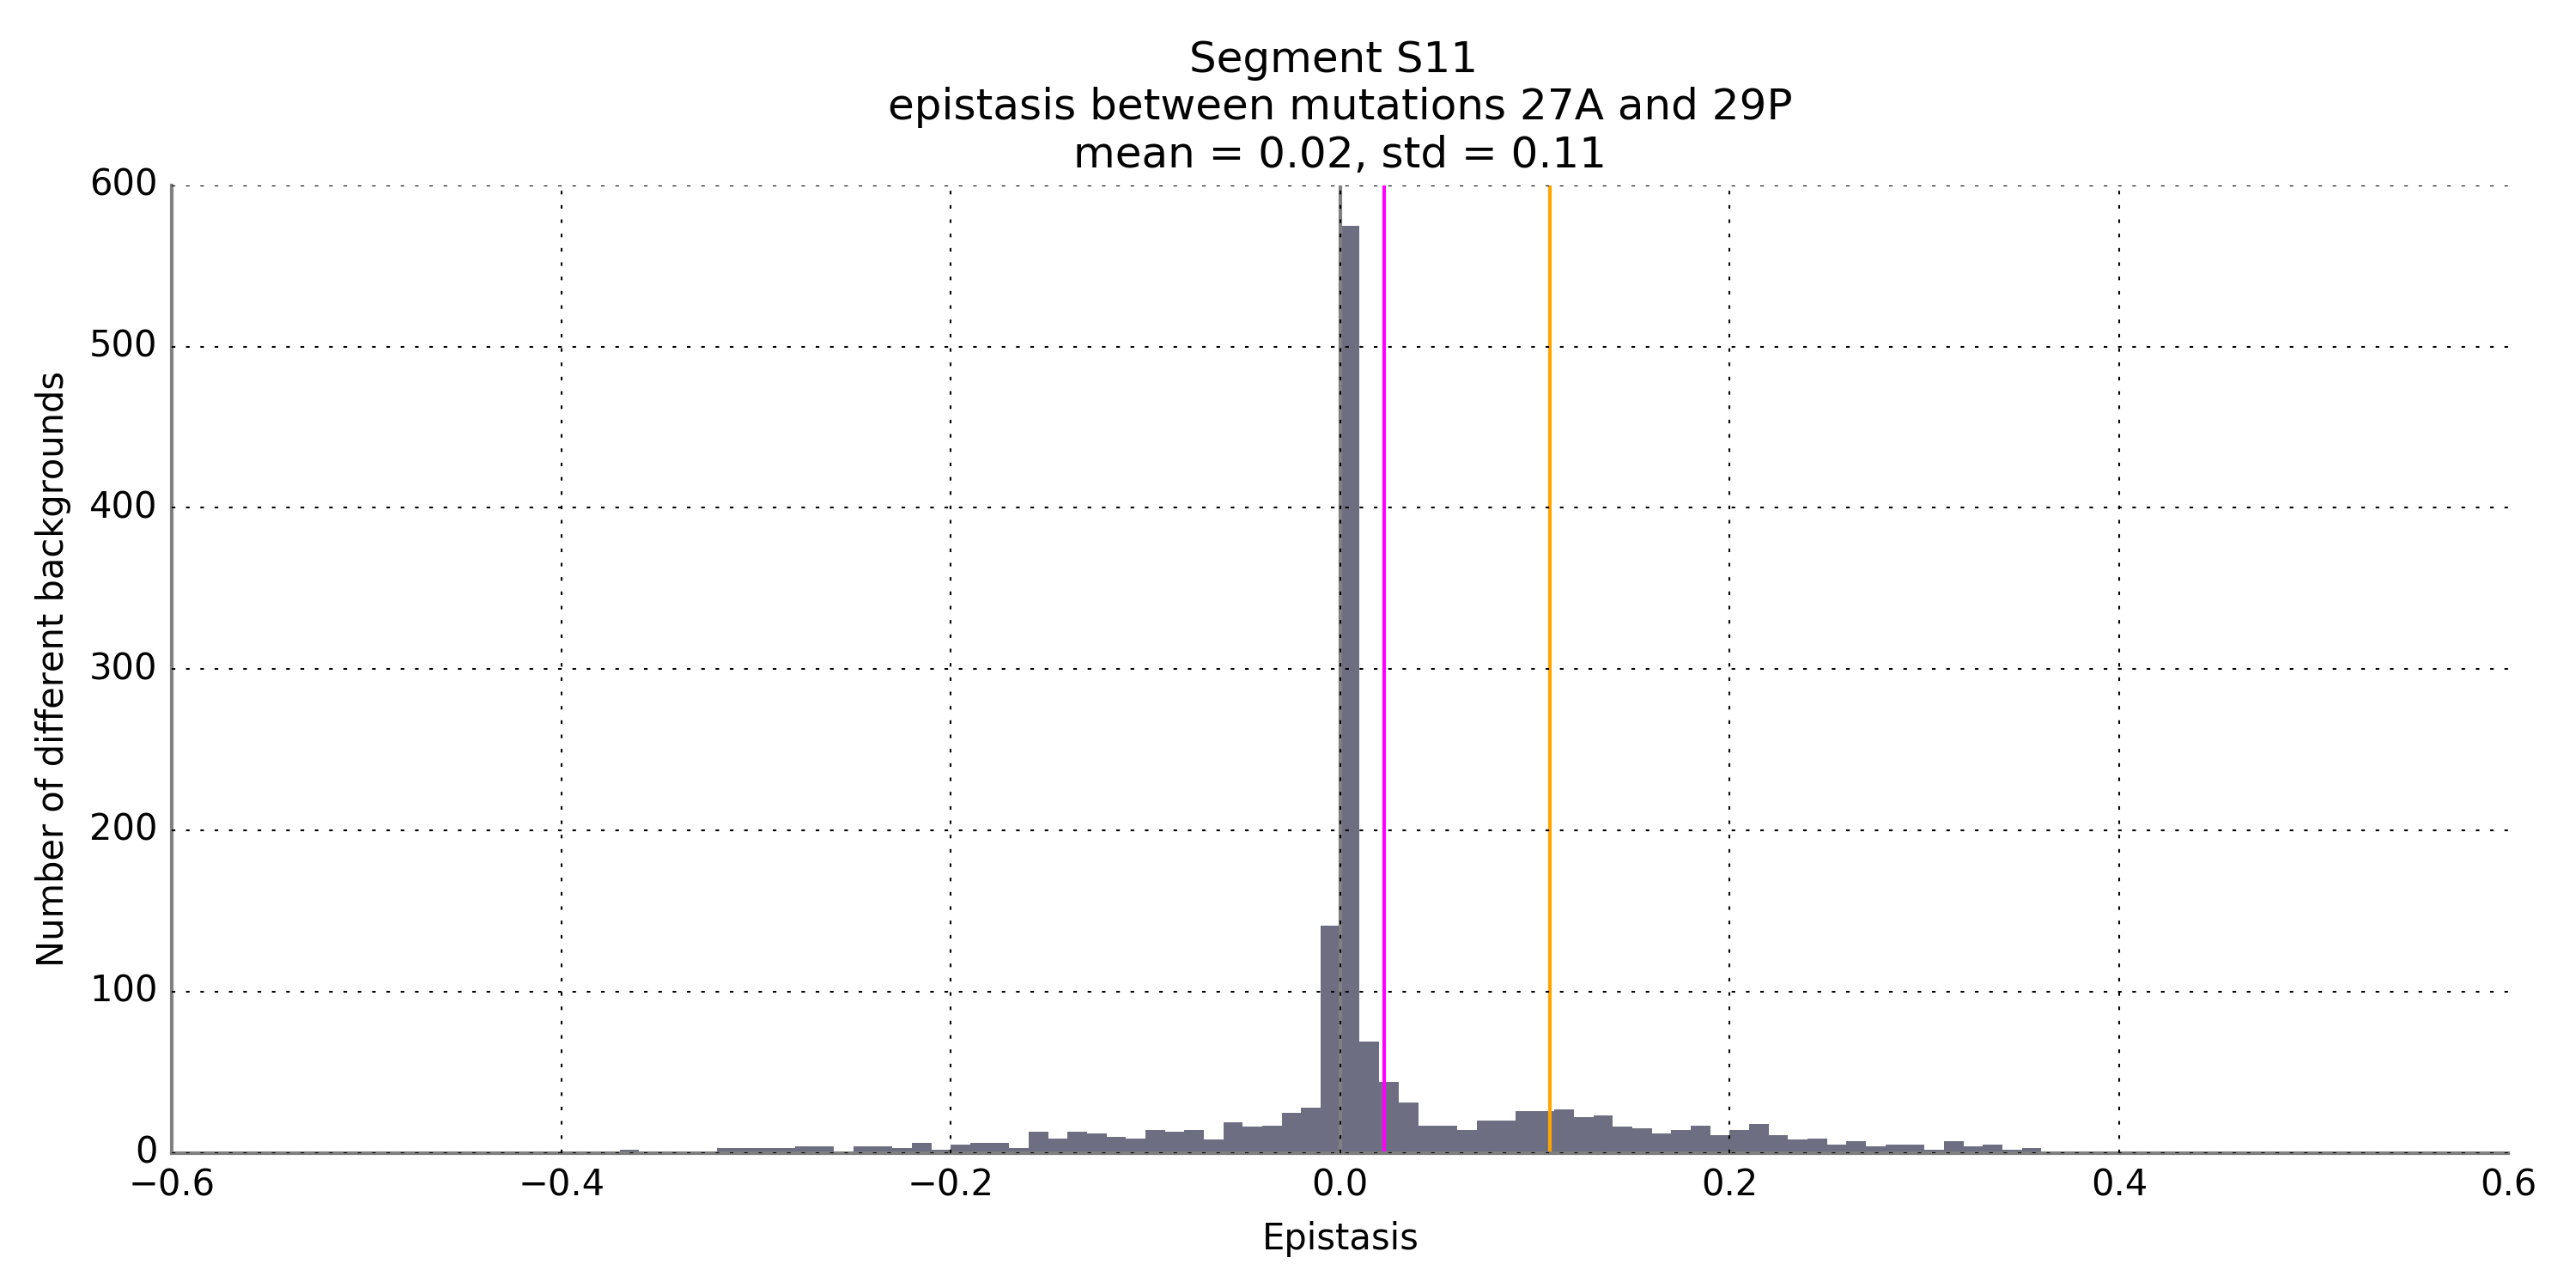 Segment S11
epistasis between mutations 27A and 29P
mean = 0.02, std = 0.11
600
500
400
300
200
100
0
Number of different backgrounds
−0.6 −0.4 −0.2 0.0 0.2 0.4 0.6
Epistasis